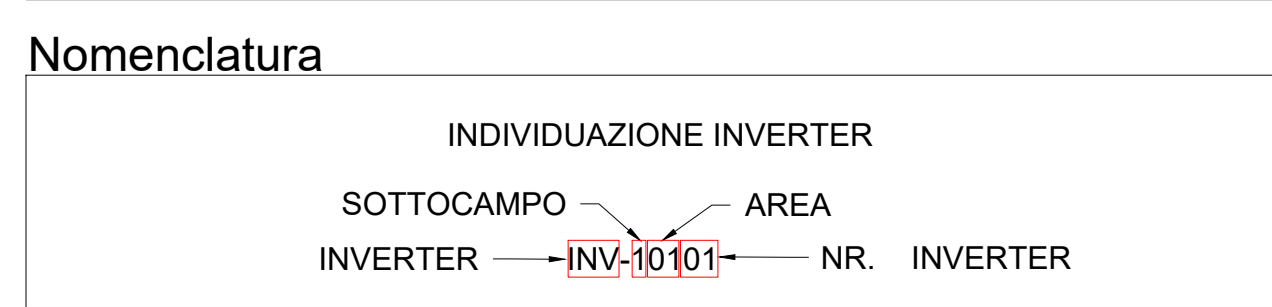 Nomenclatura
INDIVIDUAZIONE INVERTER
SOTTOCAMPO AREA
INVERTER INV-10101 NR. INVERTER